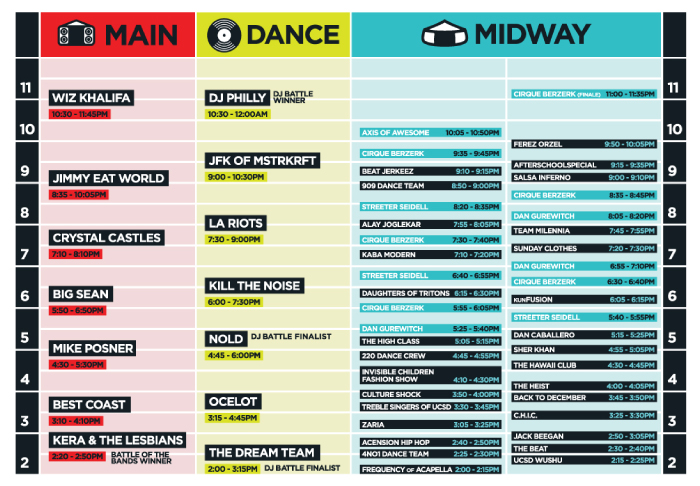 MAIN
DANCE
MIDWAY
11
10
9
8
7
6
5
4
3
2
WIZ KHALIFA
10:30 - 11:45PM
JIMMY EAT WORLD
8:35 - 10:05PM
CRYSTAL CASTLES
7:10 - 8:10PM
BIG SEAN
5:50 - 6:50PM
MIKE POSNER
4:30 - 5:30PM
BEST COAST
3:10 - 4:10PM
KERA & THE LESBIANS
2:20 - 2:50PM BATTLE OF THE
BANDS WINNER
DJ PHILLY DJ BATTLE
WINNER
10:30 - 12:00AM
JFK OF MSTRKRFT
9:00 - 10:30PM
LA RIOTS
7:30 - 9:00PM
KILL THE NOISE
6:00 - 7:30PM
NOLD DJ BATTLE FINALIST
4:45 - 6:00PM
OCELOT
3:15 - 4:45PM
THE DREAM TEAM
2:00 - 3:15PM DJ BATTLE FINALIST
AXIS OF AWESOME 10:05 - 10:50PM
CIRQUE BERZERK 9:35 - 9:45PM
BEAT JERKEEZ 9:10 - 9:15PM
909 DANCE TEAM 8:50 - 9:00PM
STREETER SEIDELL 8:20 - 8:35PM
ALAY JOGLEKAR 7:55 - 8:05PM
CIRQUE BERZERK 7:30 - 7:40PM
KABA MODERN 7:10 - 7:20PM
STREETER SEIDELL 6:40 - 6:55PM
DAUGHTERS OF TRITONS 6:15 - 6:30PM
CIRQUE BERZERK 5:55 - 6:05PM
DAN GUREWITCH 5:25 - 5:40PM
THE HIGH CLASS 5:05 - 5:15PM
220 DANCE CREW 4:45 - 4:55PM
INVISIBLE CHILDREN
FASHION SHOW 4:10 - 4:30PM
CULTURE SHOCK 3:50 - 4:00PM
TREBLE SINGERS OF UCSD 3:30 - 3:45PM
ZARIA 3:05 - 3:25PM
ACENSION HIP HOP 2:40 - 2:50PM
4NO1 DANCE TEAM 2:25 - 2:30PM
FREQUENCY OF ACAPELLA 2:00 - 2:15PM
CIRQUE BERZERK (FINALE) 11:00 - 11:35PM
FEREZ ORZEL 9:50 - 10:05PM
AFTERSCHOOLSPECIAL 9:15 - 9:35PM
SALSA INFERNO 9:00 - 9:10PM
CIRQUE BERZERK 8:35 - 8:45PM
DAN GUREWITCH 8:05 - 8:20PM
TEAM MILENNIA 7:45 - 7:55PM
SUNDAY CLOTHES 7:20 - 7:30PM
DAN GUREWITCH 6:55 - 7:10PM
CIRQUE BERZERK 6:30 - 6:40PM
KUNFUSION 6:05 - 6:15PM
STREETER SEIDELL 5:40 - 5:55PM
DAN CABALLERO 5:15 - 5:25PM
SHER KHAN 4:55 - 5:05PM
THE HAWAII CLUB 4:30 - 4:45PM
THE HEIST 4:00 - 4:05PM
BACK TO DECEMBER 3:45 - 3:50PM
C.H.I.C. 3:25 - 3:30PM
JACK BEEGAN 2:50 - 3:05PM
THE BEAT 2:30 - 2:40PM
UCSD WUSHU 2:15 - 2:25PM
11
10
9
8
7
6
5
4
3
2